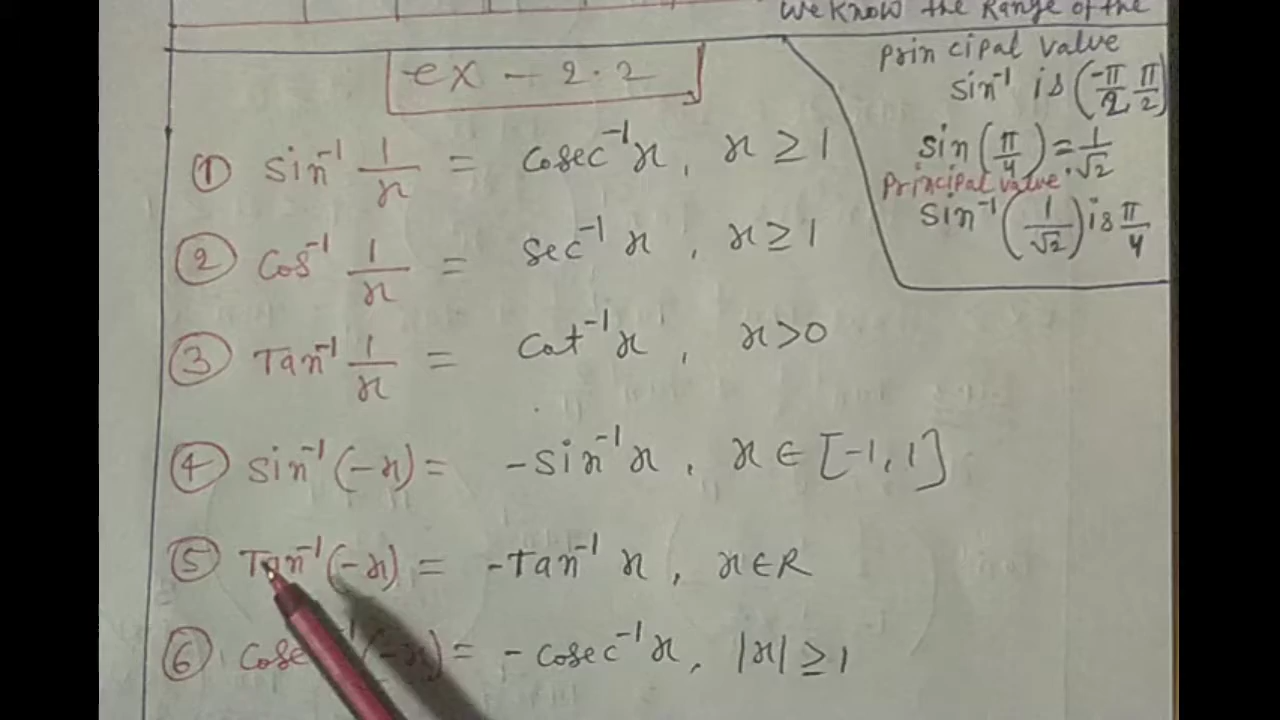 We know the Range of the
principal value
sin⁻¹ is (-π/2 π/2)
sin(π/4) = 1/√2.
principal value.
sin⁻¹(1/√2) is π/4
ex - 2.2
① sin⁻¹ 1/x = cosec⁻¹x, x ≥ 1
② cos⁻¹ 1/x = sec⁻¹ x, x ≥ 1
③ Tan⁻¹ 1/x = cot⁻¹x, x>0
④ sin⁻¹(-x) = -sin⁻¹x, x ∈ [-1, 1]
⑤ Tan⁻¹(-x) = -Tan⁻¹ x, x ∈ R
⑥ (-x) = - cosec⁻¹x, |x| ≥ 1